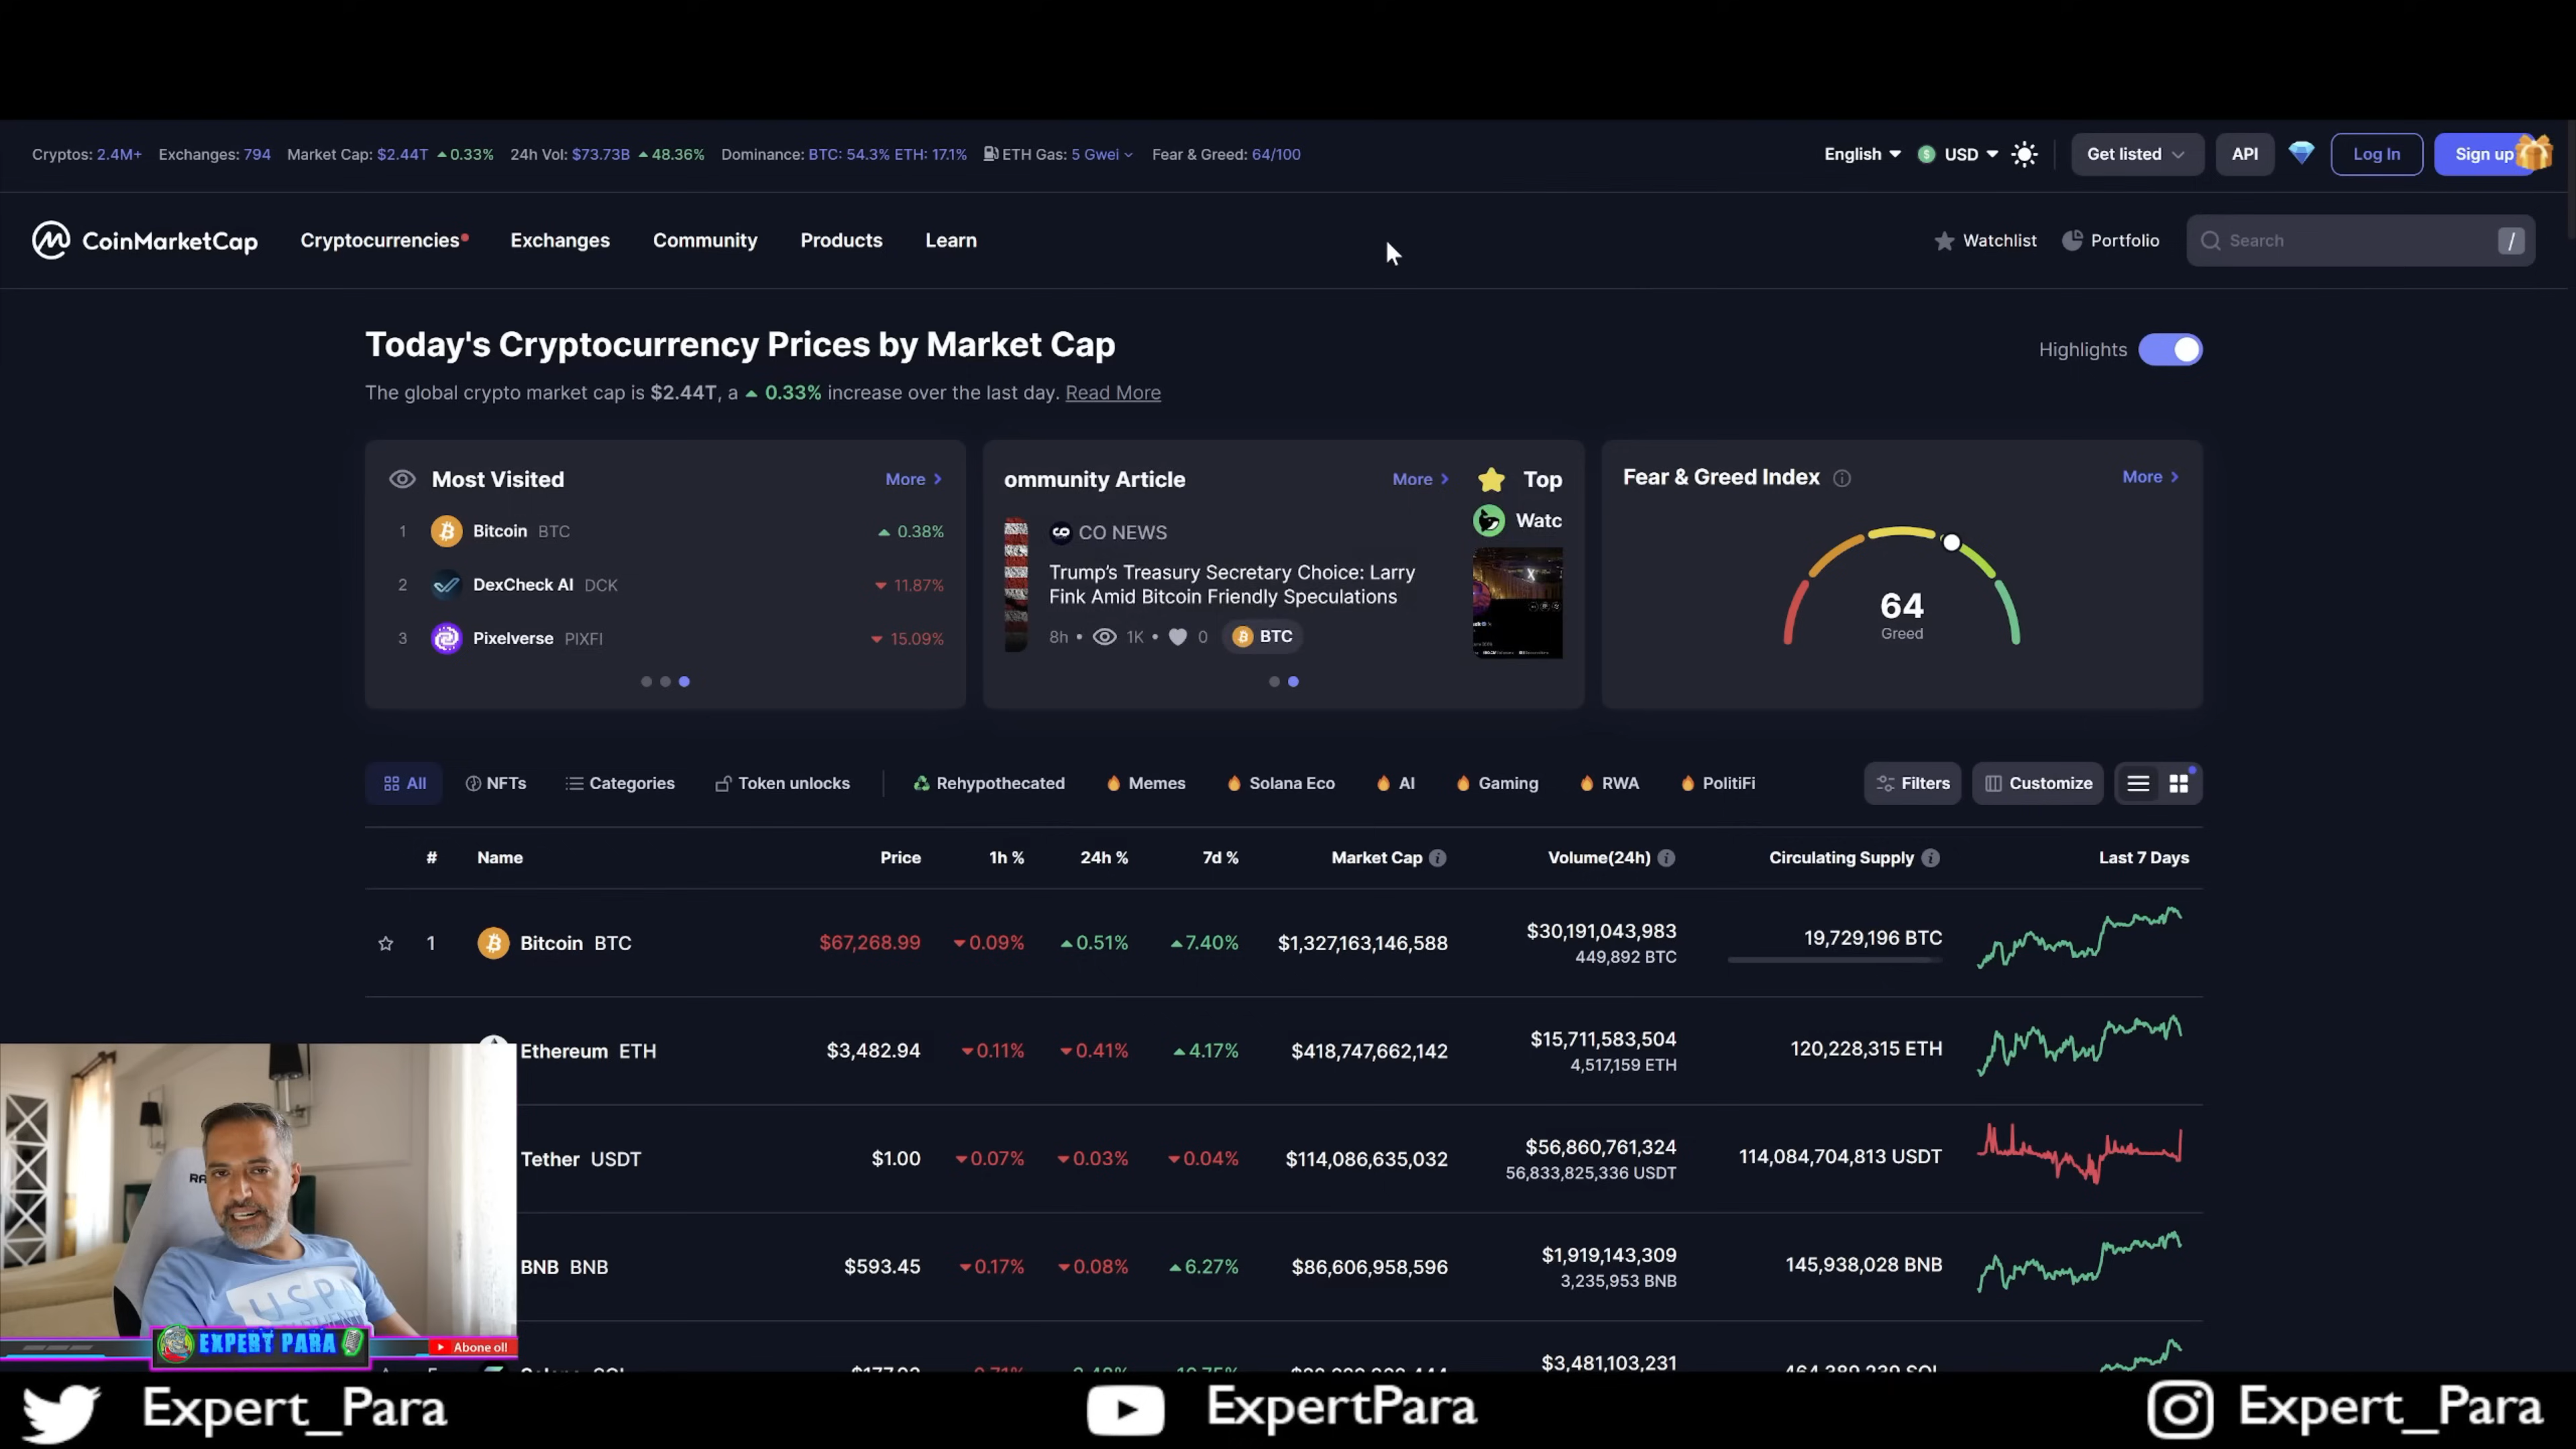 Cryptos: 2.4M+ Exchanges: 794 Market Cap: $2.44T 0.33% 24h Vol: $73.73B 48.36% Dominance: BTC: 54.3% ETH: 17.1% ETH Gas: 5 Gwei Fear & Greed: 64/100 English USD Get listed API Log In Sign up
CoinMarketCap Cryptocurrencies Exchanges Community Products Learn Watchlist Portfolio Search /
Today's Cryptocurrency Prices by Market Cap
Highlights
The global crypto market cap is $2.44T, a 0.33% increase over the last day. Read More
Most Visited More
1 Bitcoin BTC 0.38%
2 DexCheck AI DCK 11.87%
3 Pixelverse PIXFI 15.09%
ommunity Article More Top
CO NEWS Watc
Trump's Treasury Secretary Choice: Larry
Fink Amid Bitcoin Friendly Speculations
8h • 1K • 0 BTC
Fear & Greed Index More
64
Greed
All NFTs Categories Token unlocks Rehypothecated Memes Solana Eco AI Gaming RWA PolitiFi Filters Customize
# Name Price 1h % 24h % 7d % Market Cap Volume(24h) Circulating Supply Last 7 Days
1 Bitcoin BTC $67,268.99 0.09% 0.51% 7.40% $1,327,163,146,588 $30,191,043,983 19,729,196 BTC
449,892 BTC
Ethereum ETH $3,482.94 0.11% 0.41% 4.17% $418,747,662,142 $15,711,583,504 120,228,315 ETH
4,517,159 ETH
Tether USDT $1.00 0.07% 0.03% 0.04% $114,086,635,032 $56,860,761,324 114,084,704,813 USDT
56,833,825,336 USDT
BNB BNB $593.45 0.17% 0.08% 6.27% $86,606,958,596 $1,919,143,309 145,938,028 BNB
3,235,953 BNB
$3,481,103,231
EXPERT PARA
Abone ol!
Expert_Para ExpertPara Expert_Para